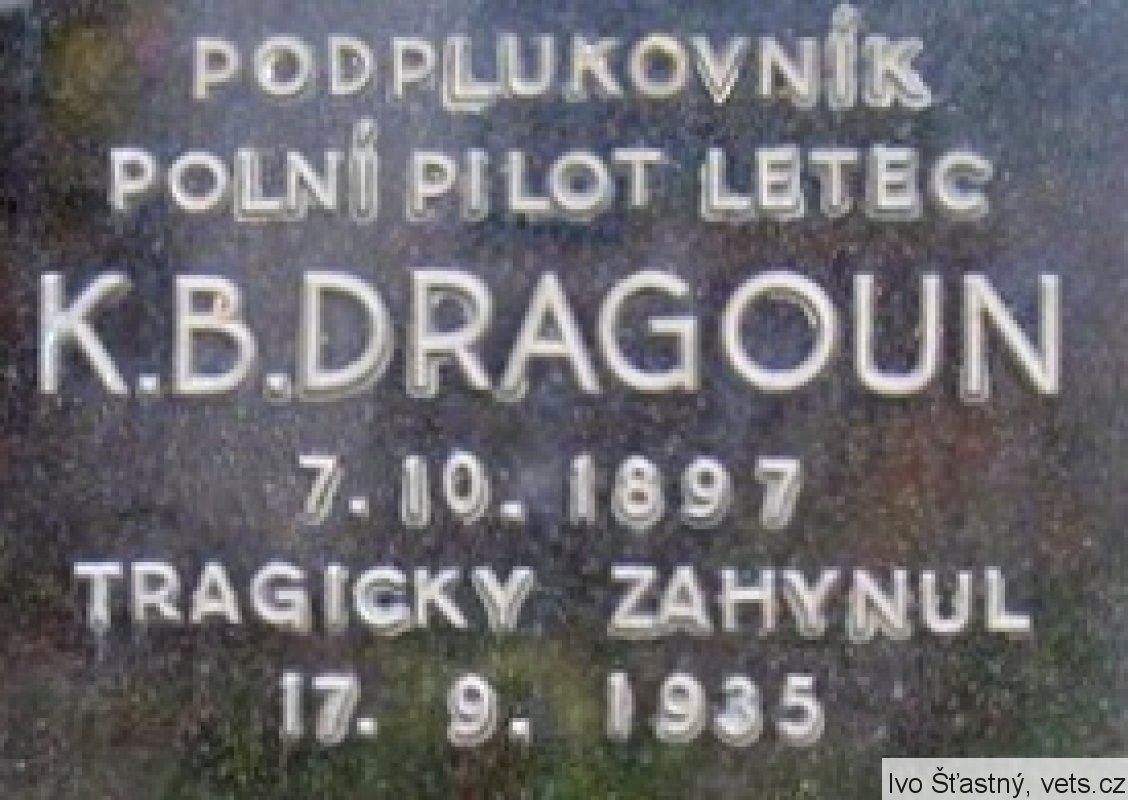 PODPLUKOVNÍK
POLNÍ PILOT LETEC
K.B.DRAGOUN
7. 10. 1897
TRAGICKY ZAHYNUL
17. 9. 1935
Ivo Šťastný, vets.cz